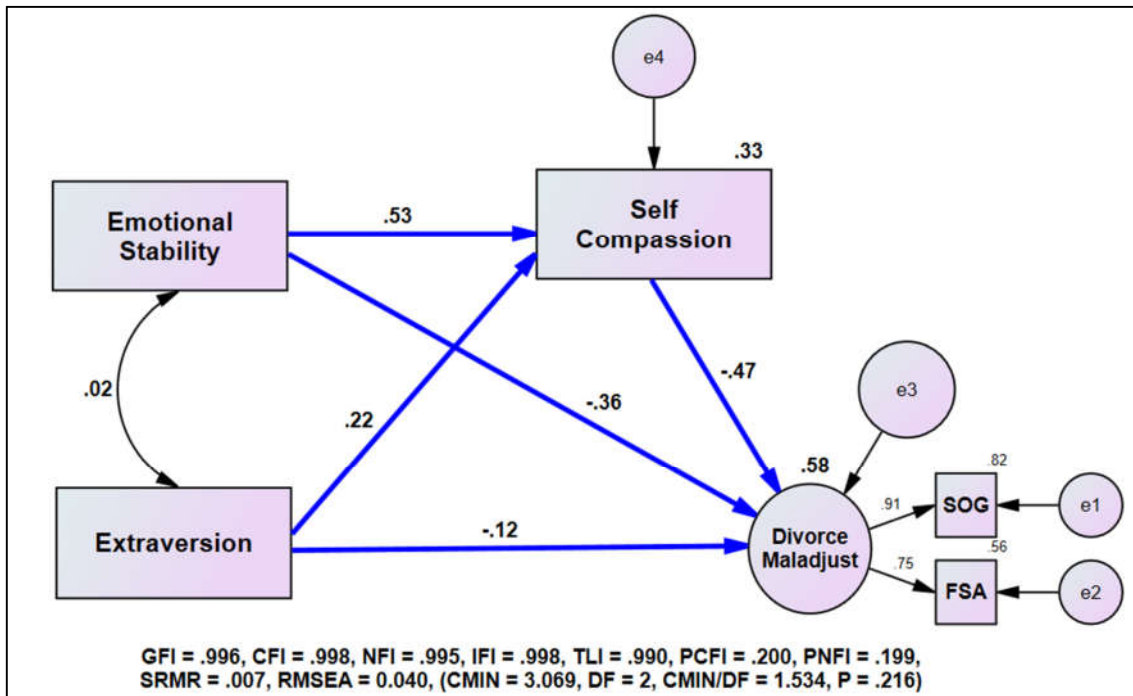 e4
.33
Emotional
Stability
.53
Self
Compassion
.02
.22
-.36
-.47
e3
.58
.82
Extraversion
-.12
Divorce
Maladjust
.91
SOG
e1
.56
.75
FSA
e2
GFI = .996, CFI = .998, NFI = .995, IFI = .998, TLI = .990, PCFI = .200, PNFI = .199,
SRMR = .007, RMSEA = 0.040, (CMIN = 3.069, DF = 2, CMIN/DF = 1.534, P = .216)